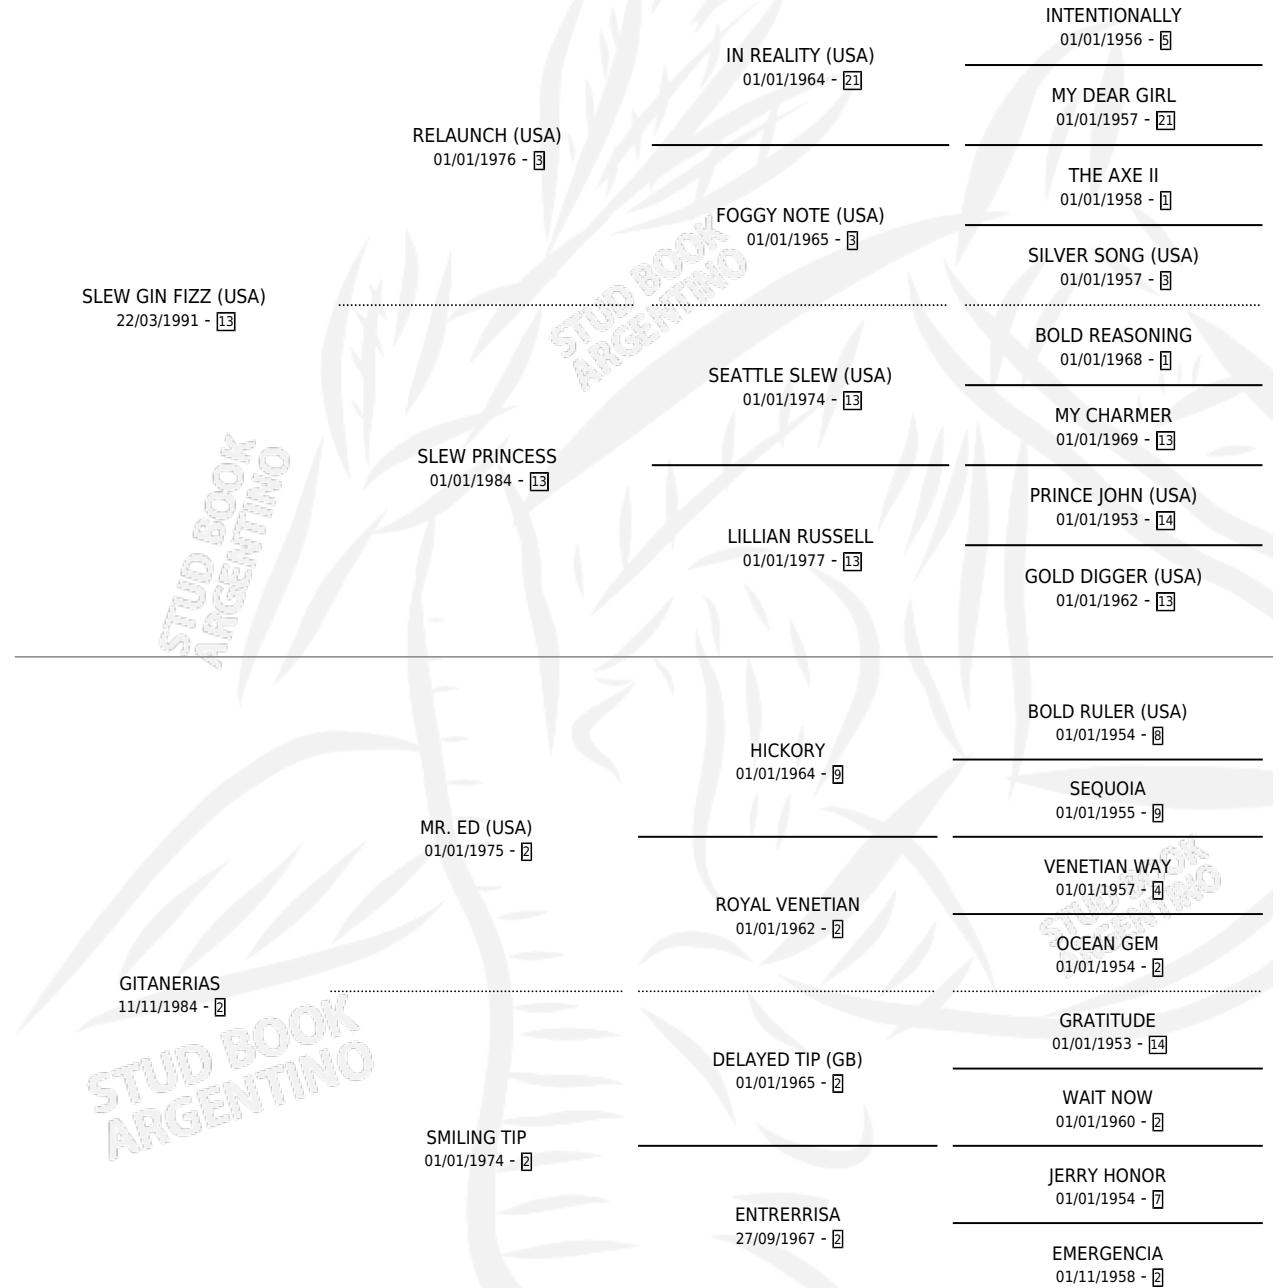 INTENTIONALLY
01/01/1956 - 5
IN REALITY (USA)
01/01/1964 - 21
MY DEAR GIRL
01/01/1957 - 21
RELAUNCH (USA)
01/01/1976 - 3
THE AXE II
01/01/1958 - 1
FOGGY NOTE (USA)
01/01/1965 - 3
SILVER SONG (USA)
01/01/1957 - 3
SLEW GIN FIZZ (USA)
22/03/1991 - 13
STUD BOOK
ARGENTINO
BOLD REASONING
01/01/1968 - 1
SEATTLE SLEW (USA)
01/01/1974 - 13
MY CHARMER
01/01/1969 - 13
SLEW PRINCESS
01/01/1984 - 13
PRINCE JOHN (USA)
01/01/1953 - 14
LILLIAN RUSSELL
01/01/1977 - 13
GOLD DIGGER (USA)
01/01/1962 - 13
STUD BOOK
ARGENTINO
BOLD RULER (USA)
01/01/1954 - 8
HICKORY
01/01/1964 - 9
SEQUOIA
01/01/1955 - 9
MR. ED (USA)
01/01/1975 - 2
VENETIAN WAY
01/01/1957 - 4
ROYAL VENETIAN
01/01/1962 - 2
OCEAN GEM
01/01/1954 - 2
STUD BOOK
ARGENTINO
GITANERIAS
11/11/1984 - 2
GRATITUDE
01/01/1953 - 14
DELAYED TIP (GB)
01/01/1965 - 2
WAIT NOW
01/01/1960 - 2
STUD BOOK
ARGENTINO
SMILING TIP
01/01/1974 - 2
JERRY HONOR
01/01/1954 - 7
ENTRERRISA
27/09/1967 - 2
EMERGENCIA
01/11/1958 - 2